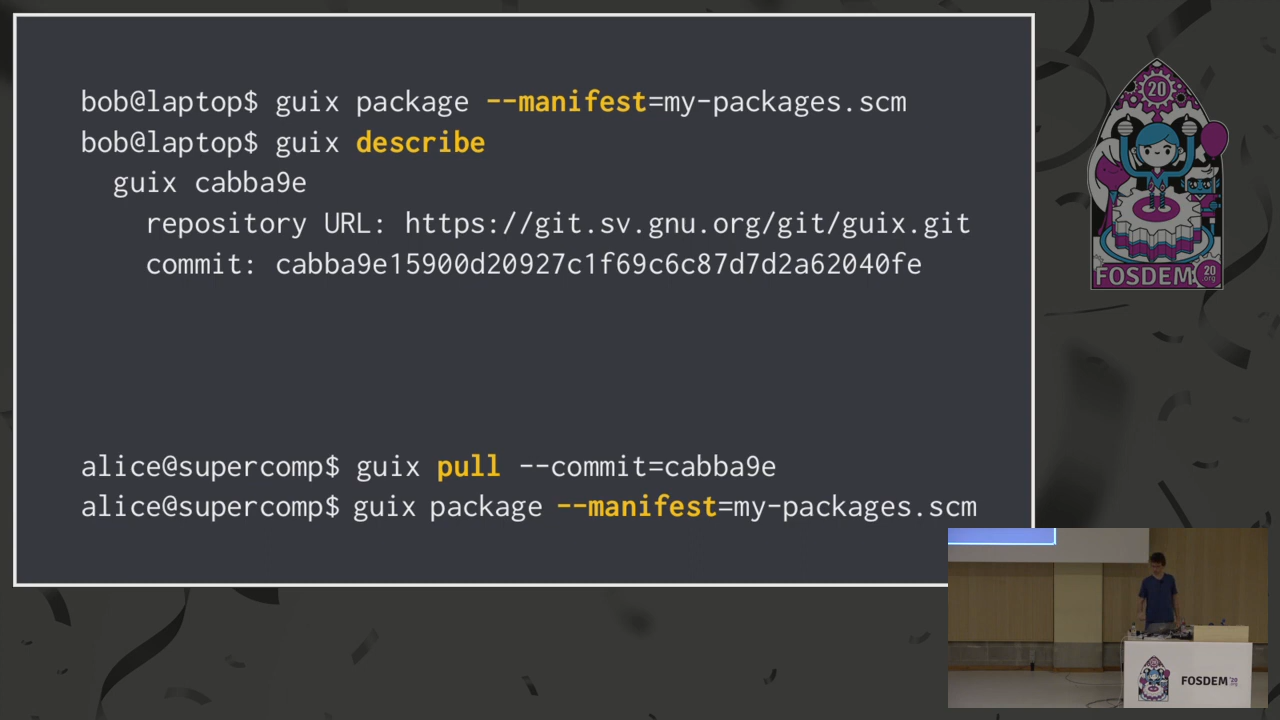 bob@laptop$ guix package --manifest=my-packages.scm
bob@laptop$ guix describe
guix cabba9e
repository URL: https://git.sv.gnu.org/git/guix.git
commit: cabba9e15900d20927c1f69c6c87d7d2a62040fe
alice@supercomp$ guix pull --commit=cabba9e
alice@supercomp$ guix package --manifest=my-packages.scm
20
FOSDEM
20
org
FOSDEM